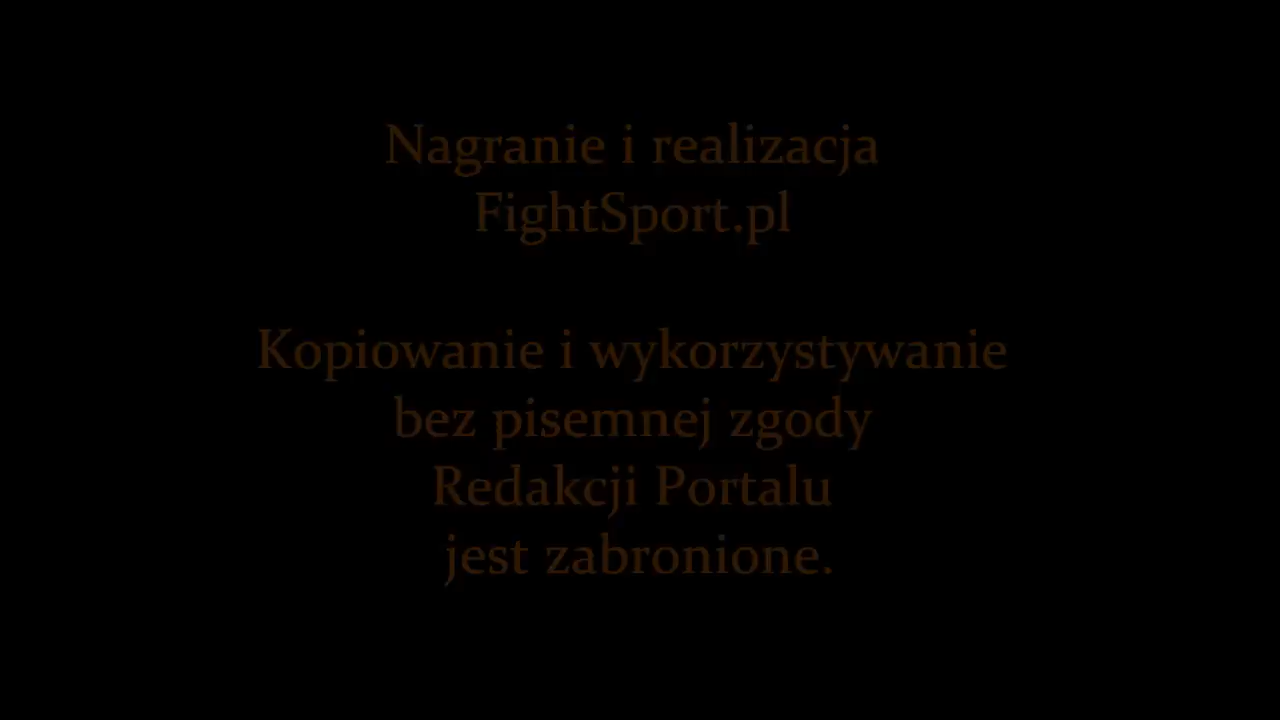 Nagranie i realizacja
FightSport.pl
Kopiowanie i wykorzystywanie
bez pisemnej zgody
Redakcji Portalu
jest zabronione.